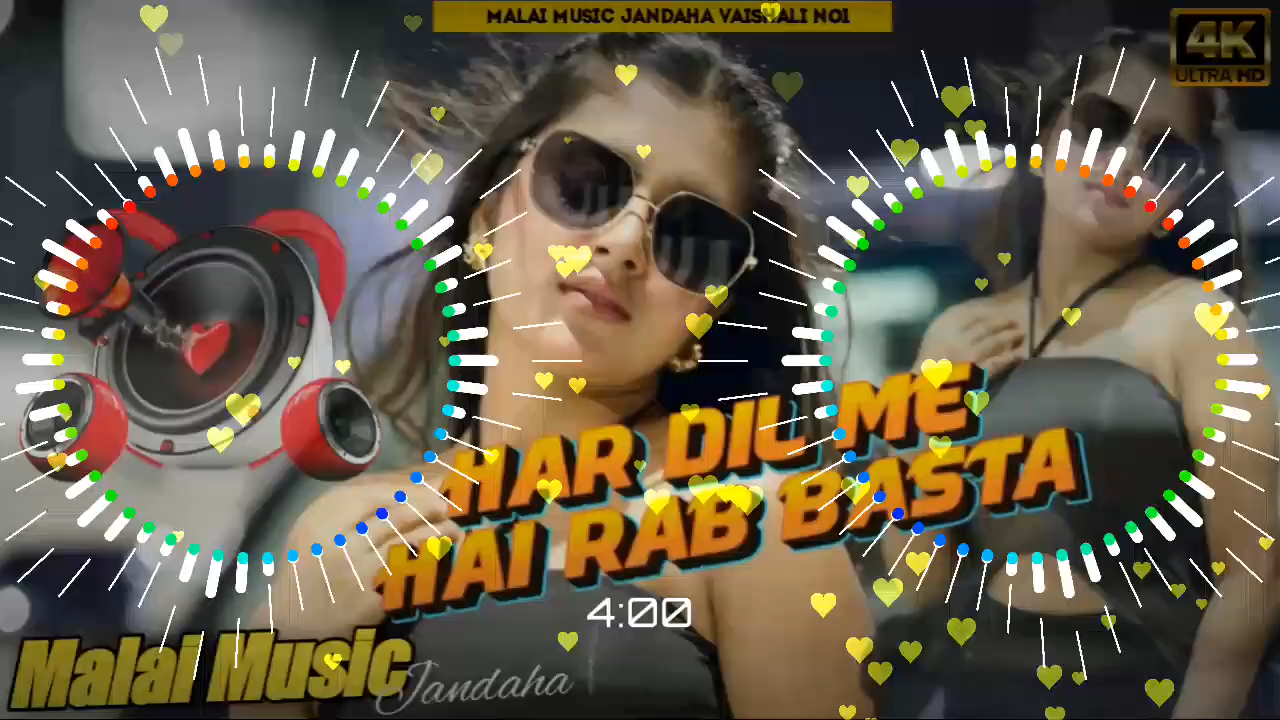 MALAI MUSIC JANDAHA VAISHALI NO1
4K
ULTRA HD
HAR DIL ME
HAI RAB BASTA
4:00
Malai Music
Jandaha